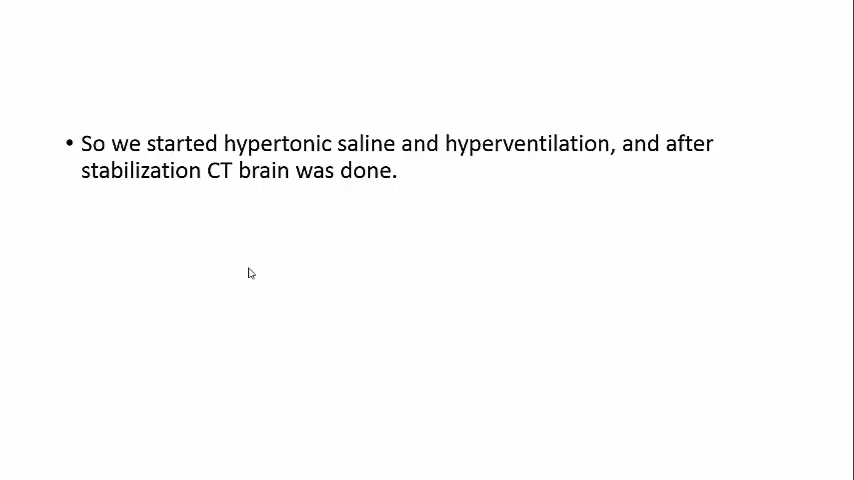 • So we started hypertonic saline and hyperventilation, and after
stabilization CT brain was done.